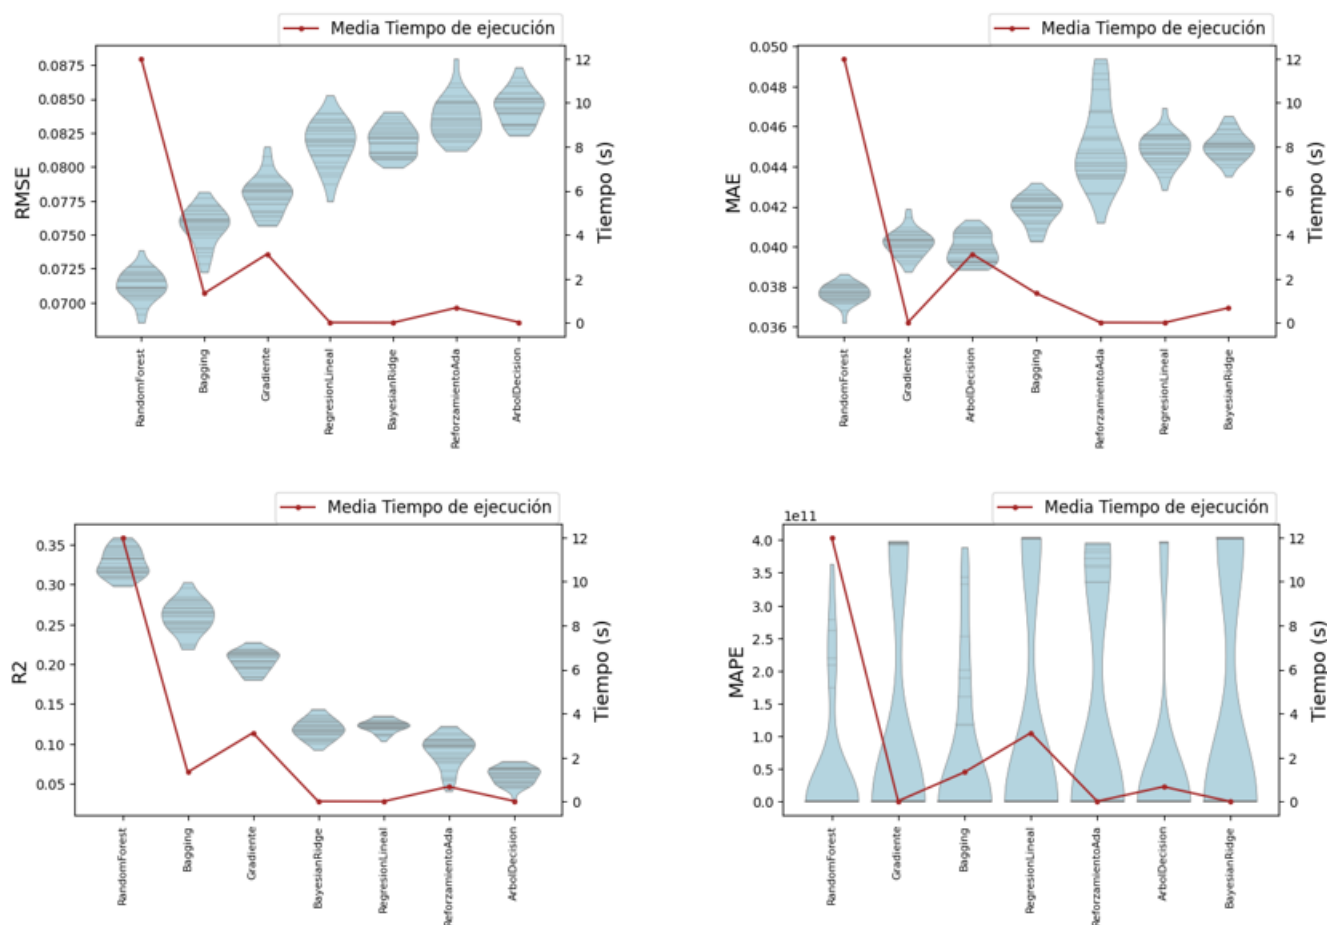 Media Tiempo de ejecución
RMSE
0.0875
0.0850
0.0825
0.0800
0.0775
0.0750
0.0725
0.0700
12
10
8
6
4
2
0
Tiempo (s)
RandomForest
Bagging
Gradiente
RegresionLineal
BayesianRidge
ReforzamientoAda
ArbolDecision
Media Tiempo de ejecución
MAE
0.050
0.048
0.046
0.044
0.042
0.040
0.038
0.036
12
10
8
6
4
2
0
Tiempo (s)
RandomForest
Gradiente
ArbolDecision
Bagging
ReforzamientoAda
RegresionLineal
BayesianRidge
Media Tiempo de ejecución
R2
0.35
0.30
0.25
0.20
0.15
0.10
0.05
12
10
8
6
4
2
0
Tiempo (s)
RandomForest
Bagging
Gradiente
BayesianRidge
RegresionLineal
ReforzamientoAda
ArbolDecision
Media Tiempo de ejecución
1e11
MAPE
4.0
3.5
3.0
2.5
2.0
1.5
1.0
0.5
0.0
12
10
8
6
4
2
0
Tiempo (s)
RandomForest
Gradiente
Bagging
RegresionLineal
ReforzamientoAda
ArbolDecision
BayesianRidge